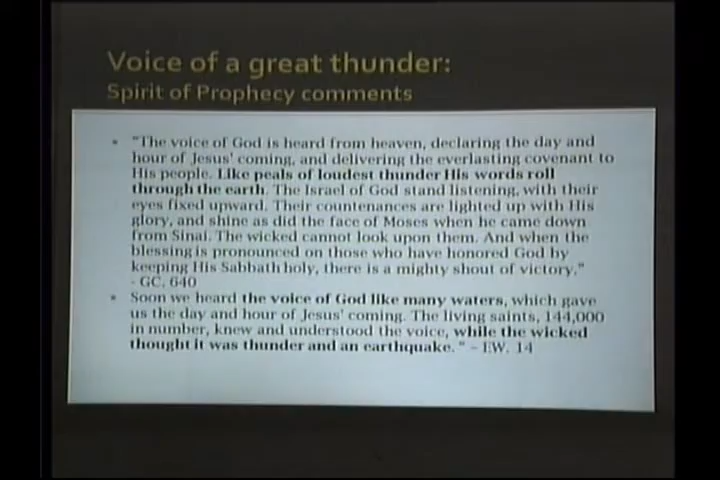 Voice of a great thunder:
Spirit of Prophecy comments
"The voice of God is heard from heaven, declaring the day and
hour of Jesus' coming, and delivering the everlasting covenant to
His people. Like peals of loudest thunder His words roll
through the earth. The Israel of God stand listening, with their
eyes fixed upward. Their countenances are lighted up with His
glory, and shine as did the face of Moses when he came down
from Sinai. The wicked cannot look upon them. And when the
blessing is pronounced on those who have honored God by
keeping His Sabbath holy, there is a mighty shout of victory."
- GC, 640
Soon we heard the voice of God like many waters, which gave
us the day and hour of Jesus' coming. The living saints, 144,000
in number, knew and understood the voice, while the wicked
thought it was thunder and an earthquake. " - EW. 14